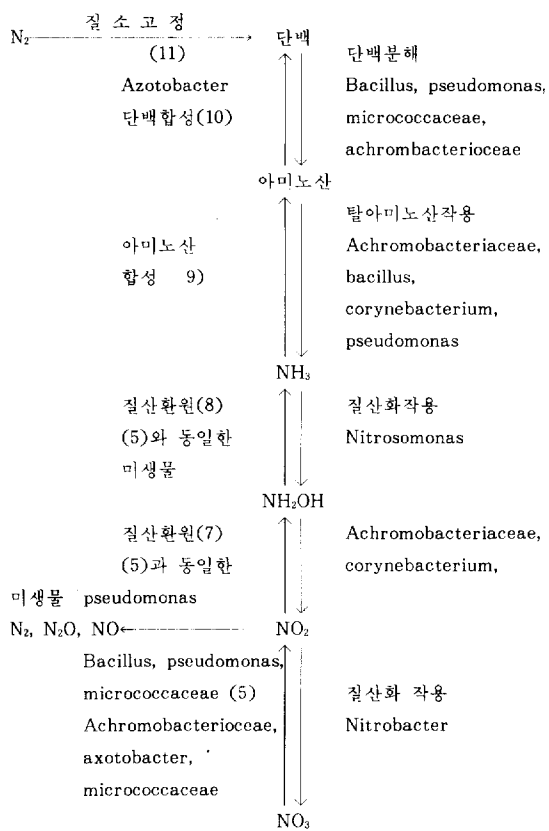 질 소 고 정
N₂ 단백
(11) 단백분해
Azotobacter Bacillus, pseudomonas,
단백합성(10) micrococcaceae,
achrombacterioceae
아미노산
탈아미노산작용
아미노산 Achromobacteriaceae,
합성 9) bacillus,
corynebacterium,
pseudomonas
NH₃
질산환원(8) 질산화작용
(5)와 동일한 Nitrosomonas
미생물
NH₂OH
질산환원(7) Achromobacteriaceae,
(5)과 동일한 corynebacterium,
미생물 pseudomonas
N₂, N₂O, NO NO₂
Bacillus, pseudomonas,
micrococcaceae (5) 질산화 작용
Achromobacterioceae, Nitrobacter
axotobacter,
micrococcaceae
NO₃